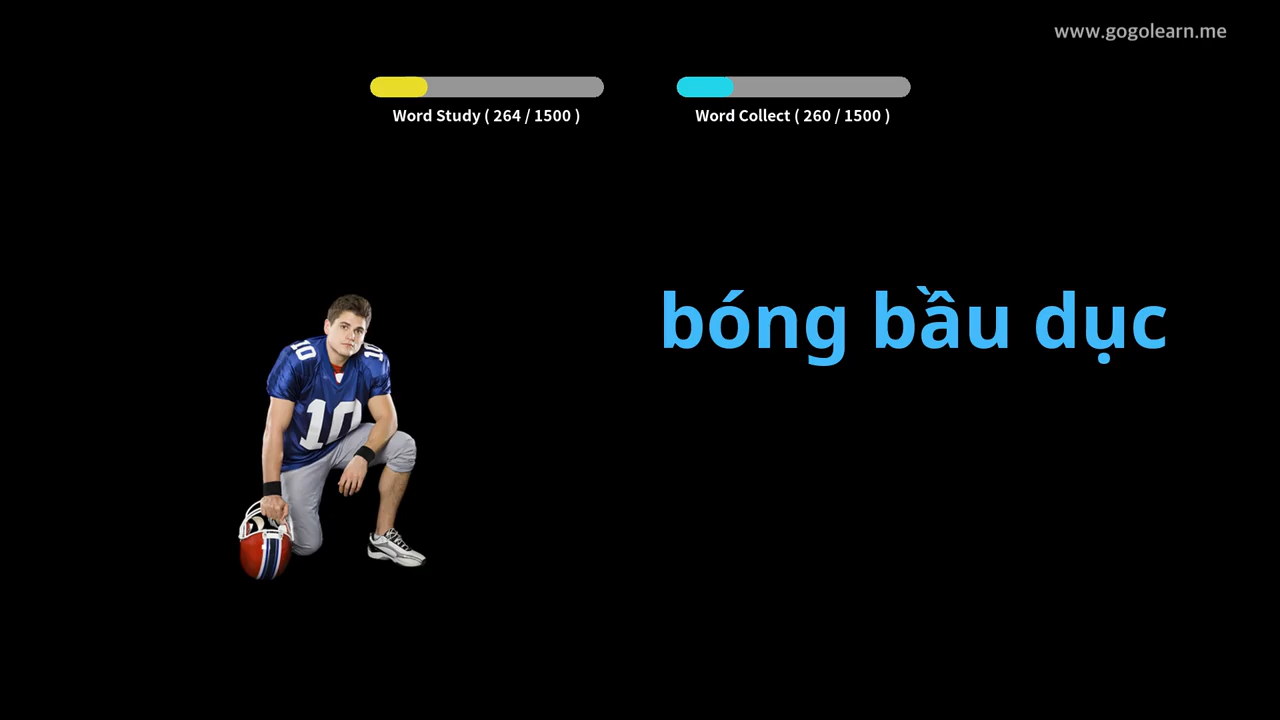 www.gogolearn.me
Word Study ( 264 / 1500 )
Word Collect ( 260 / 1500 )
bóng bầu dục
10
10
10